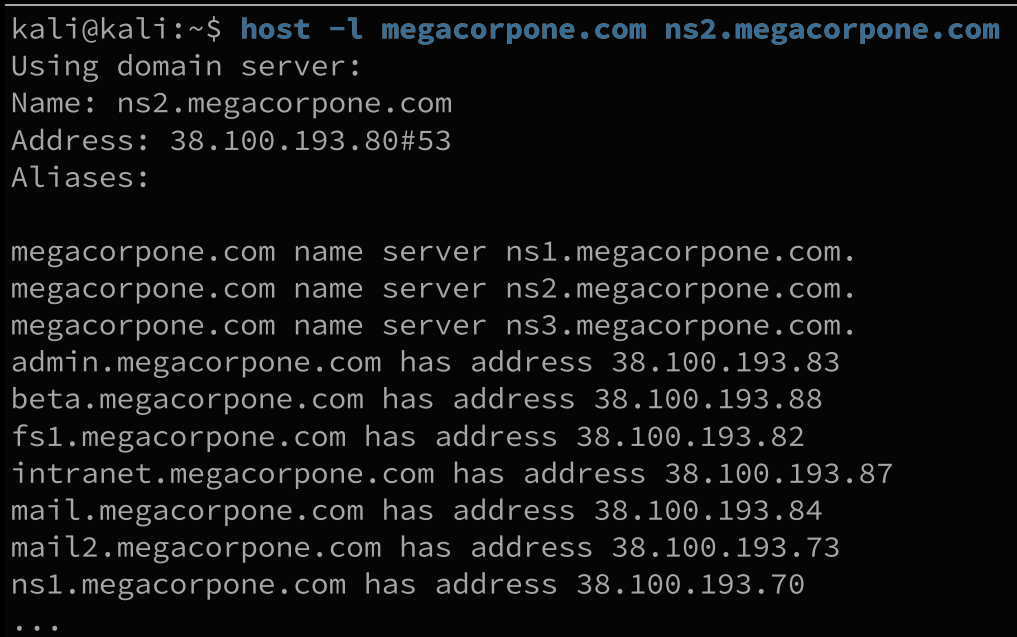 kali@kali:~$ host -l megacorpone.com ns2.megacorpone.com
Using domain server:
Name: ns2.megacorpone.com
Address: 38.100.193.80#53
Aliases:

megacorpone.com name server ns1.megacorpone.com.
megacorpone.com name server ns2.megacorpone.com.
megacorpone.com name server ns3.megacorpone.com.
admin.megacorpone.com has address 38.100.193.83
beta.megacorpone.com has address 38.100.193.88
fs1.megacorpone.com has address 38.100.193.82
intranet.megacorpone.com has address 38.100.193.87
mail.megacorpone.com has address 38.100.193.84
mail2.megacorpone.com has address 38.100.193.73
ns1.megacorpone.com has address 38.100.193.70
...